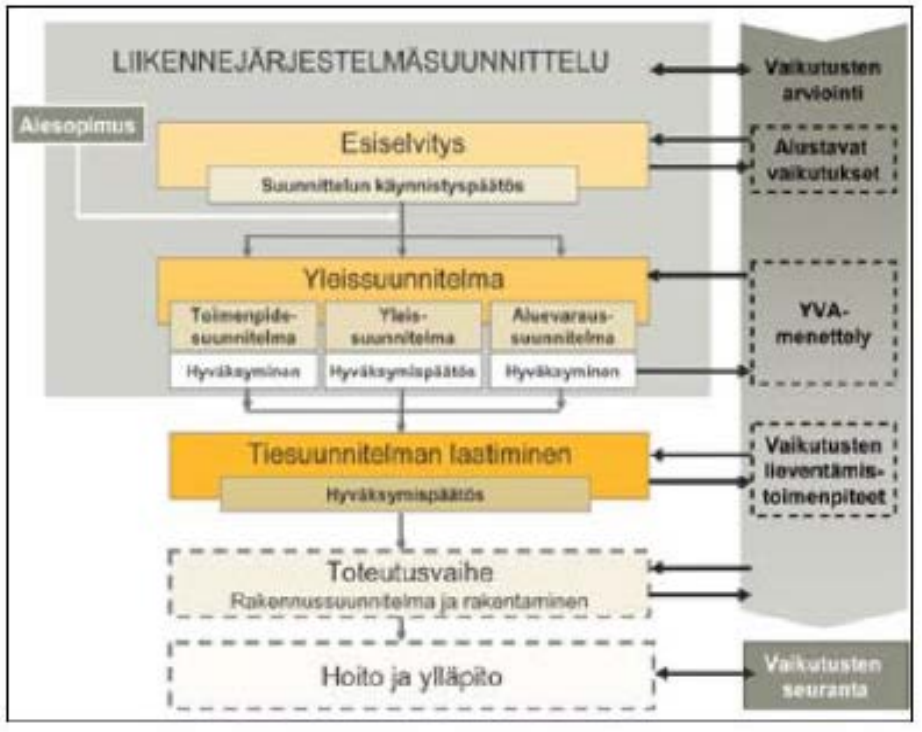 LIIKENNEJÄRJESTELMÄSUUNNITTELU
Vaikutusten
arviointi
Aiesopimus
Esiselvitys
Suunnittelun käynnistyspäätös
Alustavat
vaikutukset
Yleissuunnitelma
Toimenpide-
suunnitelma
Hyväksyminen
Yleis-
suunnitelma
Hyväksymispäätös
Aluevaraus-
suunnitelma
Hyväksyminen
YVA-
menettely
Tiesuunnitelman laatiminen
Hyväksymispäätös
Vaikutusten
lieventämis-
toimenpiteet
Toteutusvaihe
Rakennussuunnitelma ja rakentaminen
Hoito ja ylläpito
Vaikutusten
seuranta